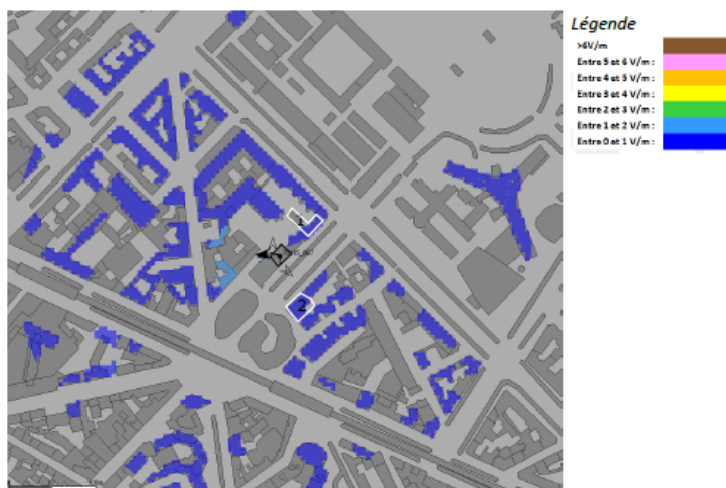 Légende
>6V/m
Entre 5 et 6 V/m :
Entre 4 et 5 V/m :
Entre 3 et 4 V/m :
Entre 2 et 3 V/m :
Entre 1 et 2 V/m :
Entre 0 et 1 V/m :
1
2